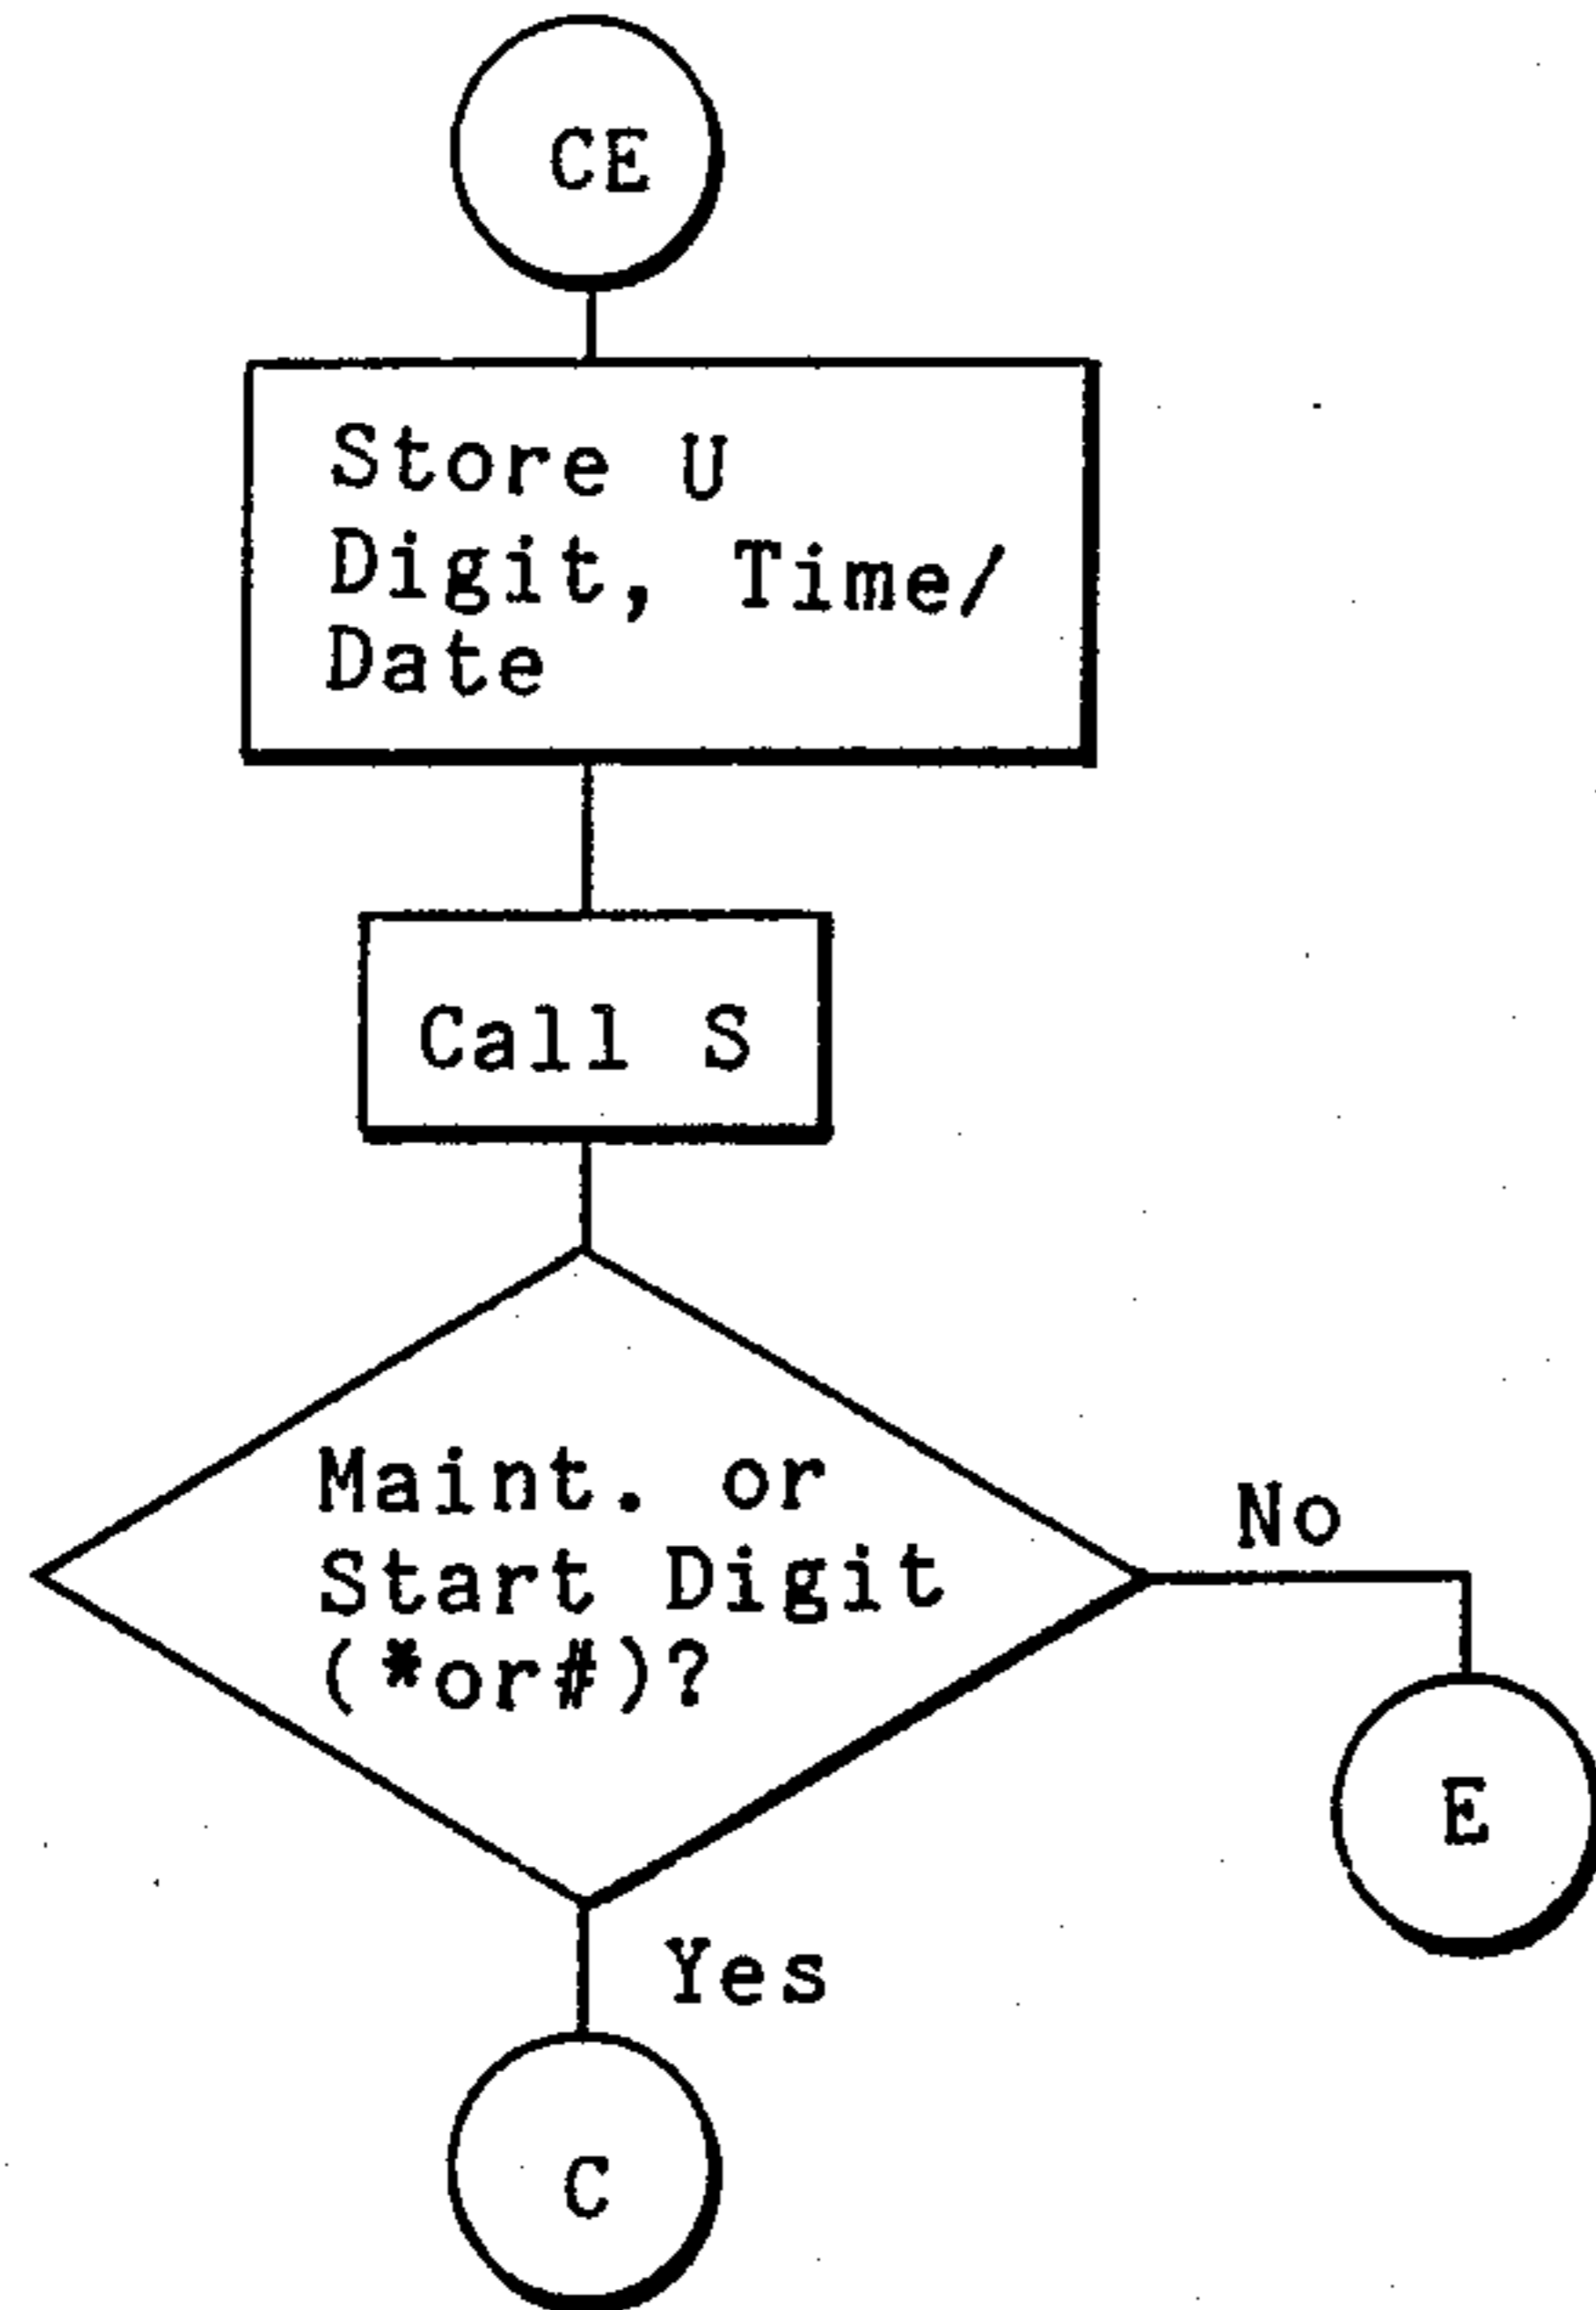 CE
Store U
Digit, Time/
Date
Call S
Maint. or
Start Digit
(*or#)?
No
E
Yes
C